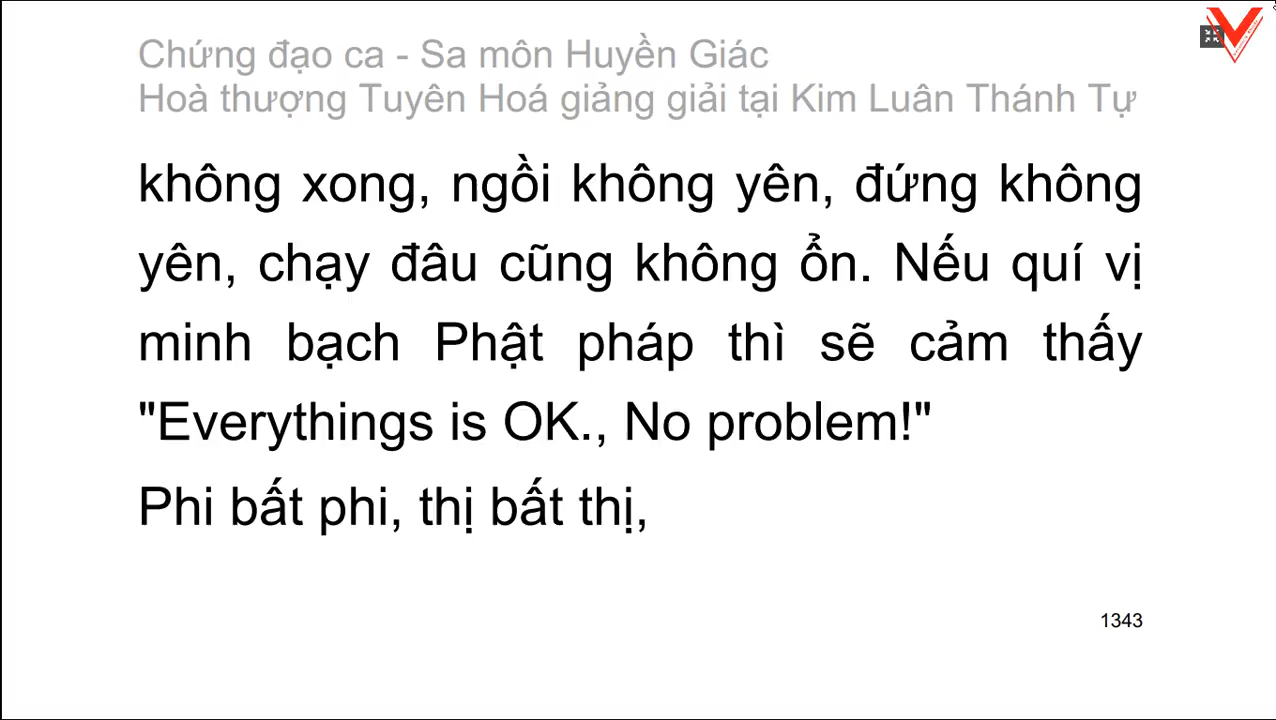 Chứng đạo ca - Sa môn Huyền Giác
Hoà thượng Tuyên Hoá giảng giải tại Kim Luân Thánh Tự
không xong, ngồi không yên, đứng không
yên, chạy đâu cũng không ổn. Nếu quí vị
minh bạch Phật pháp thì sẽ cảm thấy
"Everythings is OK., No problem!"
Phi bất phi, thị bất thị,
1343